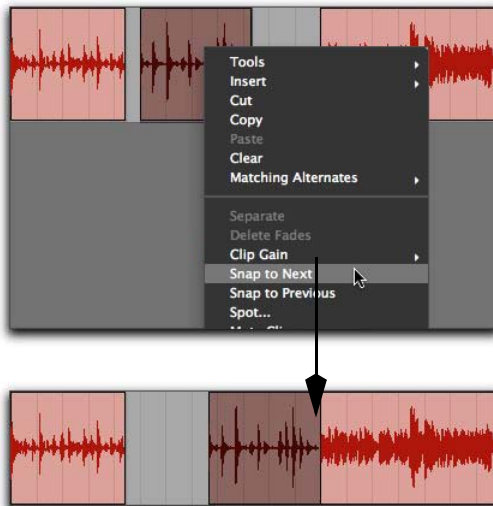 Tools
Insert
Cut
Copy
Paste
Clear
Matching Alternates
Separate
Delete Fades
Clip Gain
Snap to Next
Snap to Previous
Spot...